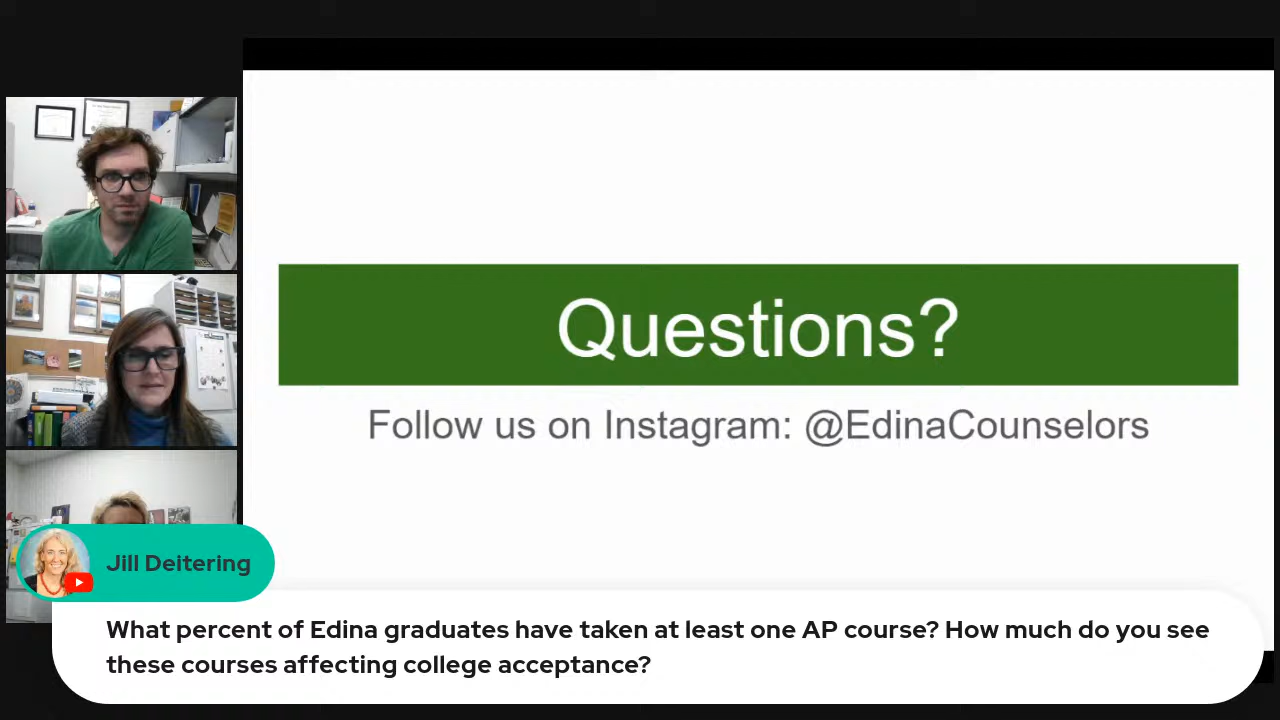 Questions?
Follow us on Instagram: @EdinaCounselors
Jill Deitering
What percent of Edina graduates have taken at least one AP course? How much do you see
these courses affecting college acceptance?